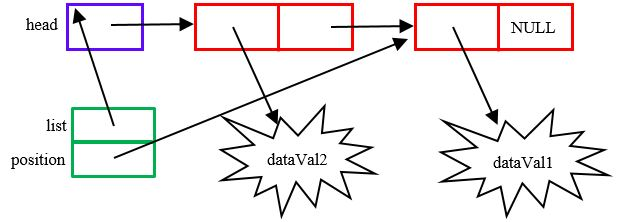 head
NULL
list
position
dataVal2
dataVal1